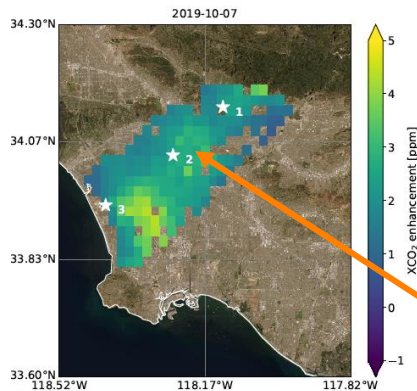 2019-10-07
34.30°N
34.07°N
33.83°N
33.60°N
118.52°W
118.17°W
117.82°W
1
2
3
5
4
3
2
1
0
−1
XCO₂ enhancement [ppm]